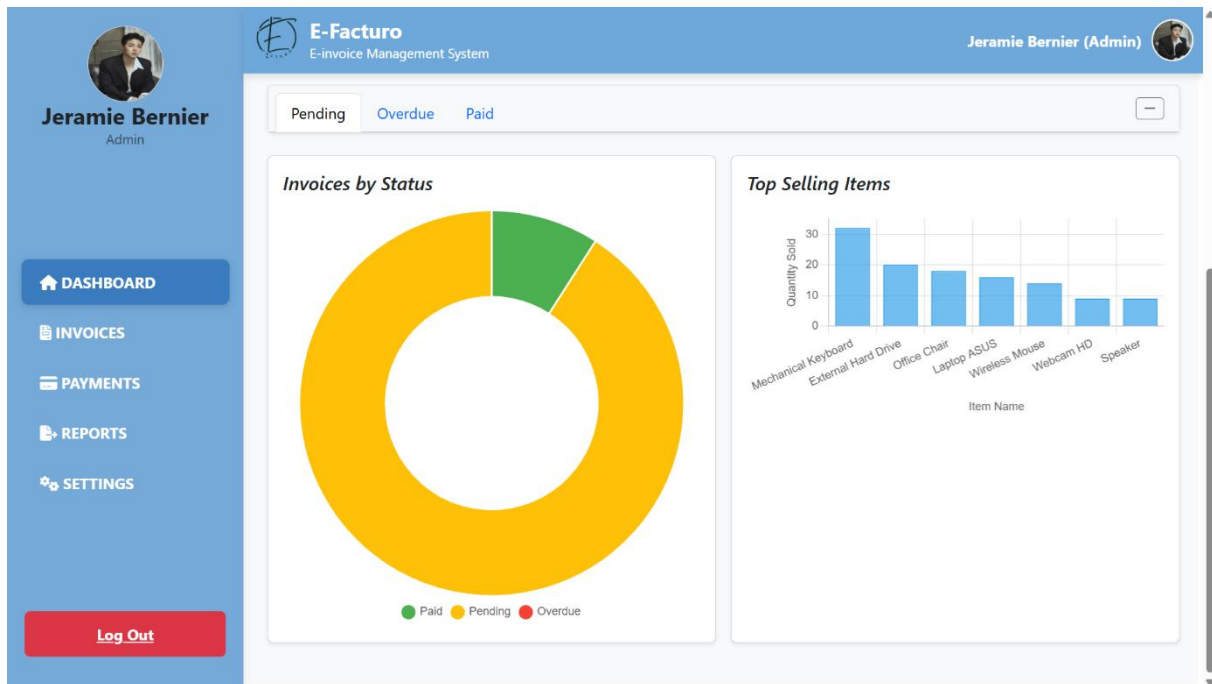 Jeramie Bernier
Admin
DASHBOARD
INVOICES
PAYMENTS
REPORTS
SETTINGS
Log Out
E-Facturo
E-invoice Management System
Jeramie Bernier (Admin)
Pending
Overdue
Paid
Invoices by Status
Paid
Pending
Overdue
Top Selling Items
Quantity Sold
30
20
10
0
Mechanical Keyboard
External Hard Drive
Office Chair
Laptop ASUS
Wireless Mouse
Webcam HD
Speaker
Item Name